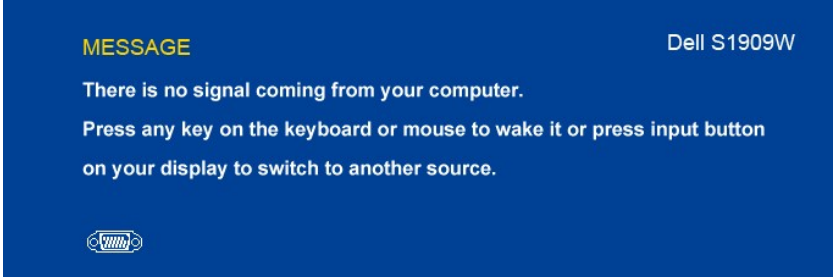 MESSAGE
Dell S1909W
There is no signal coming from your computer.
Press any key on the keyboard or mouse to wake it or press input button
on your display to switch to another source.